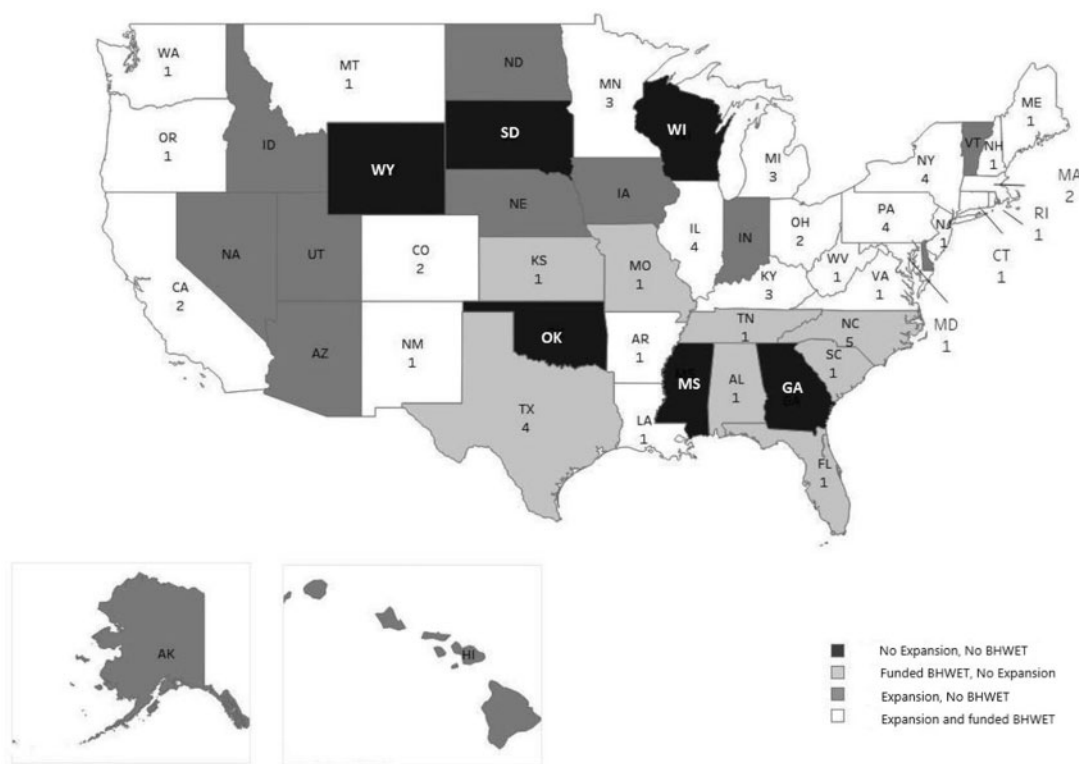 WA
1
MT
1
ND
MN
3
ME
1
OR
1
ID
SD
WI
VT
NH
1
WY
MI
3
NY
4
MA
2
IA
NE
PA
4
RI
1
IL
4
IN
OH
2
NJ
1
NA
UT
CO
2
KS
1
MO
1
WV
1
VA
1
CT
1
CA
2
KY
3
MD
1
AZ
NM
1
OK
AR
1
TN
1
NC
5
SC
1
MS
AL
1
GA
TX
4
LA
1
FL
1
AK
HI
No Expansion, No BHWET
Funded BHWET, No Expansion
Expansion, No BHWET
Expansion and funded BHWET